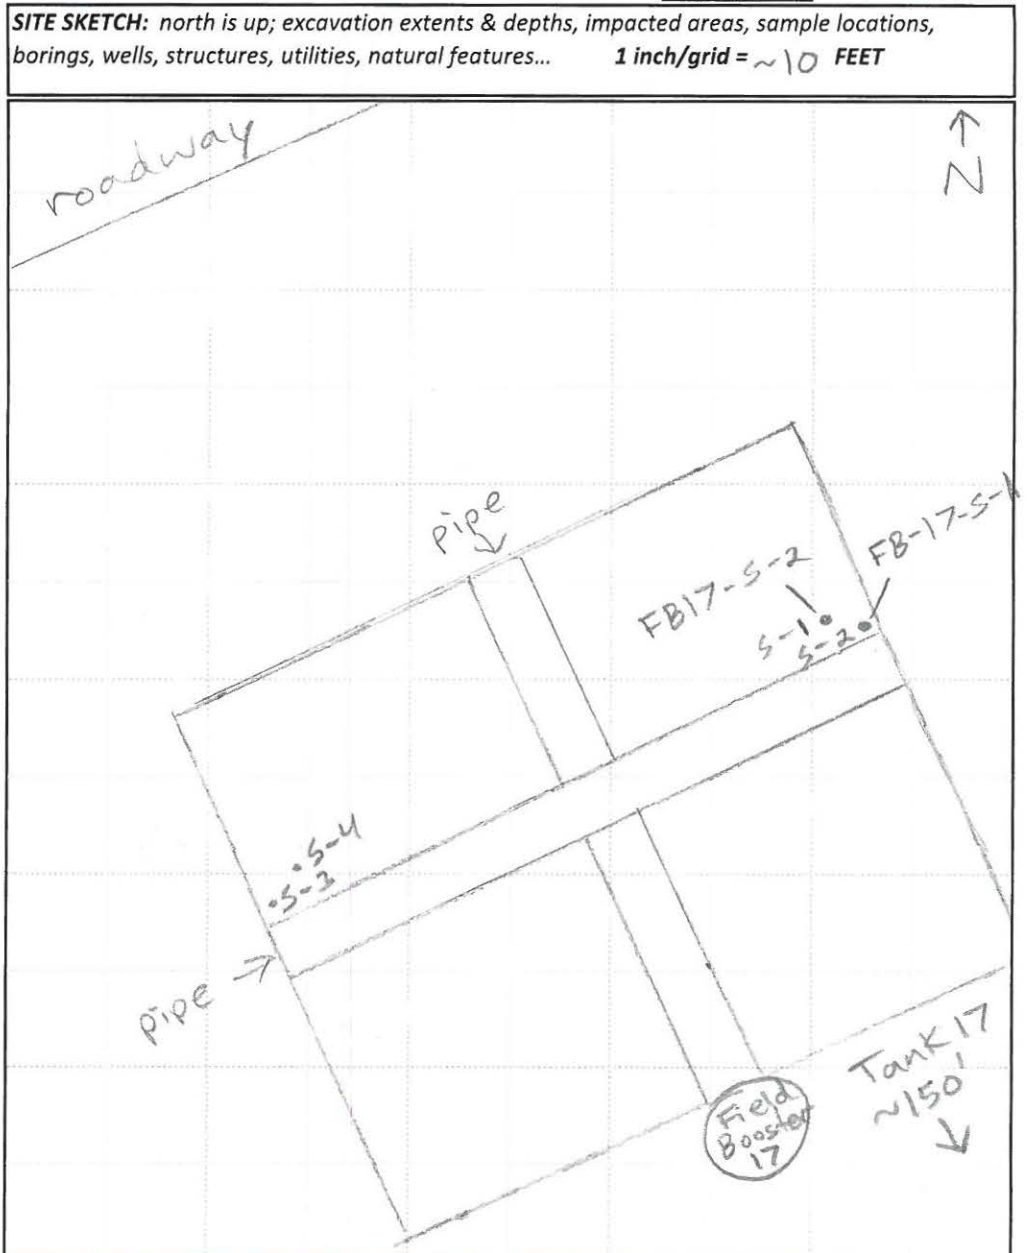 SITE SKETCH: north is up; excavation extents & depths, impacted areas, sample locations,
borings, wells, structures, utilities, natural features... 1 inch/grid = ~10 FEET
roadway
N
pipe
FB17-S-2
FB-17-S-1
S-1
S-2
S-4
S-3
pipe
Tank 17
~150'
Field
Booster
17